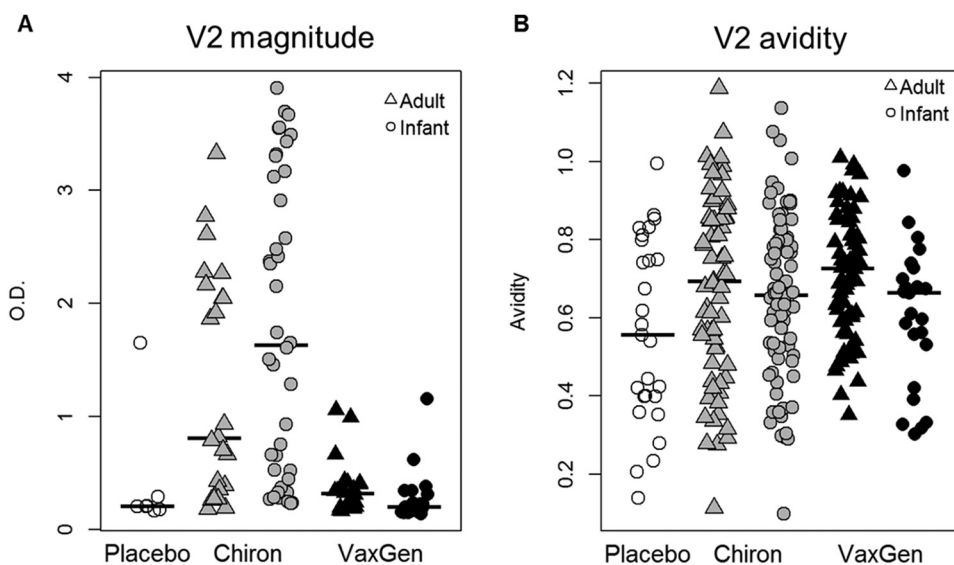 A
V2 magnitude
4
3
2
1
0
O.D.
Adult
Infant
Placebo Chiron VaxGen
B
V2 avidity
1.2
1.0
0.8
0.6
0.4
0.2
Avidity
Adult
Infant
Placebo Chiron VaxGen